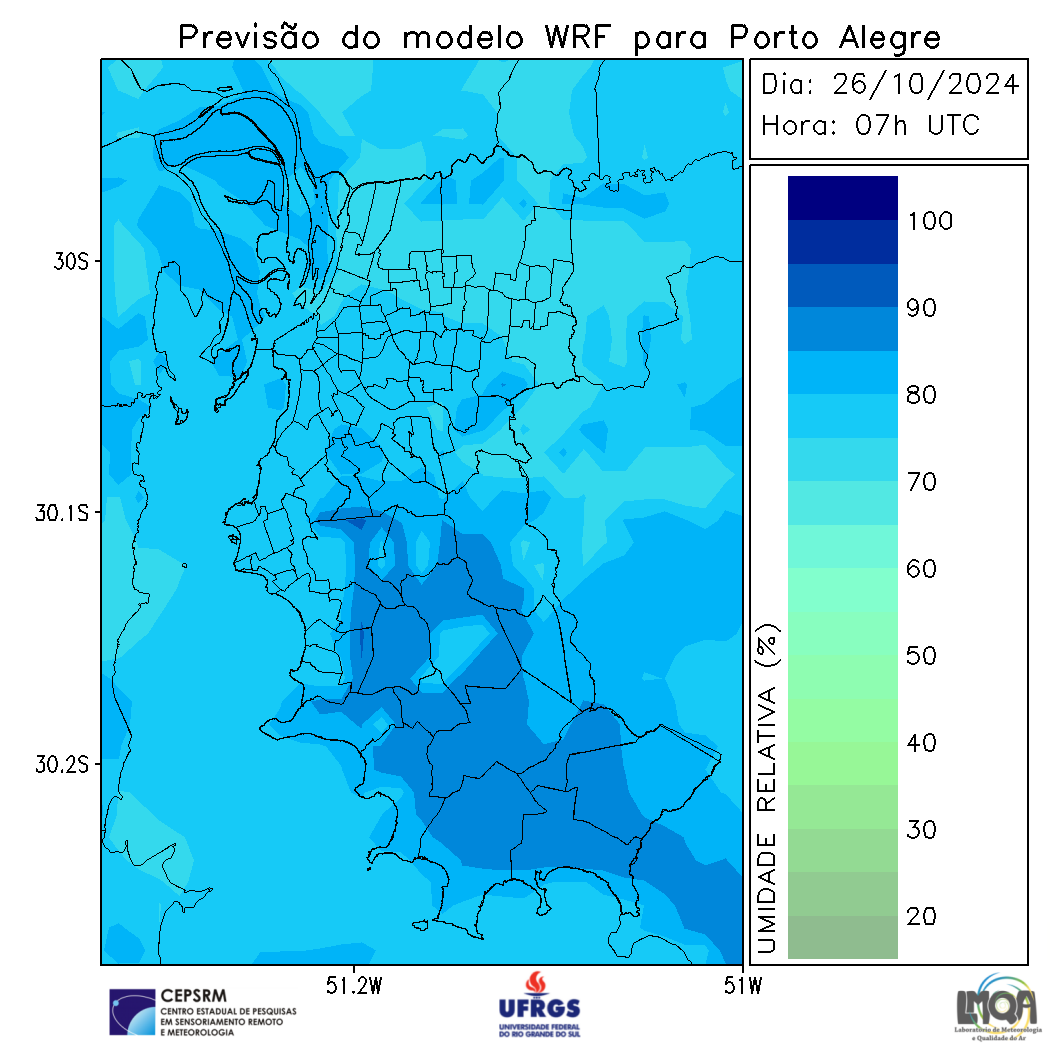 Previsão do modelo WRF para Porto Alegre
Dia: 26/10/2024
Hora: 07h UTC
30S
30.1S
30.2S
51.2W
51W
UMIDADE RELATIVA (%)
100
90
80
70
60
50
40
30
20
CEPSRM
CENTRO ESTADUAL DE PESQUISAS
EM SENSORIAMENTO REMOTO
E METEOROLOGIA
UFRGS
UNIVERSIDADE FEDERAL
DO RIO GRANDE DO SUL
LMQA
Laboratório de Meteorologia
e Qualidade do Ar